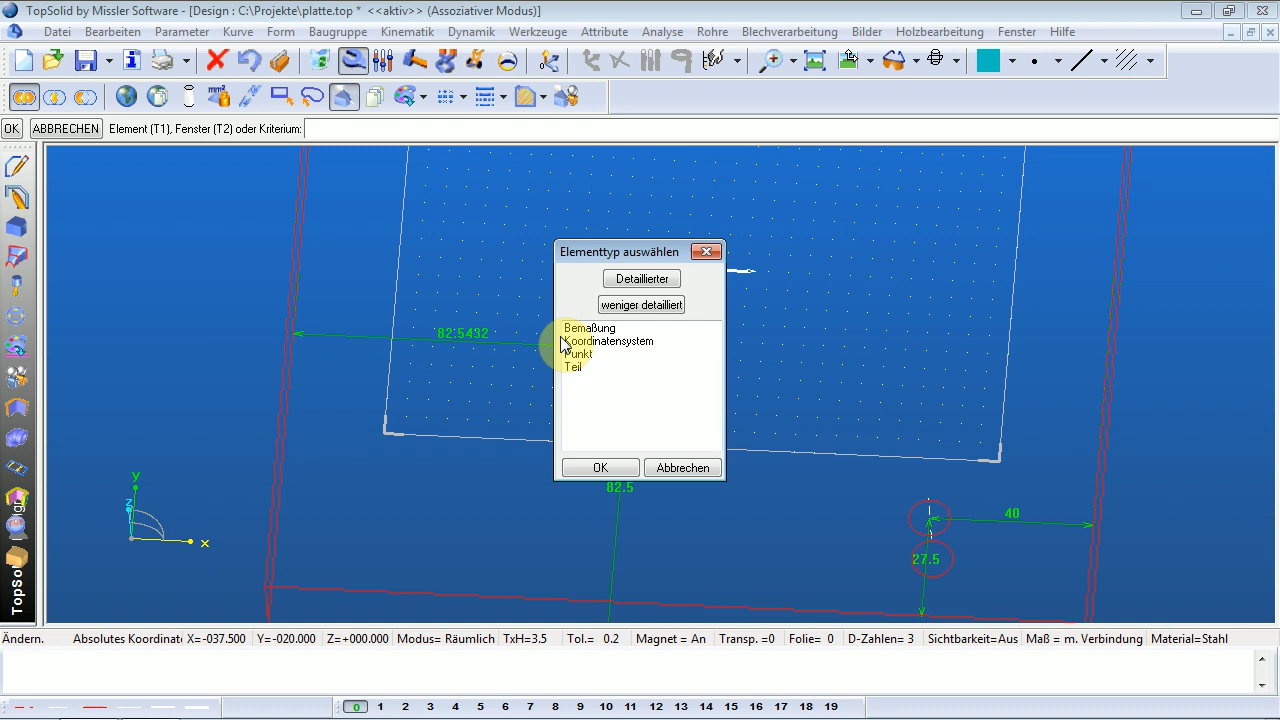 TopSolid by Missler Software - [Design : C:\Projekte\platte.top * <<aktiv>> (Assoziativer Modus)]
Datei Bearbeiten Parameter Kurve Form Baugruppe Kinematik Dynamik Werkzeuge Attribute Analyse Rohre Blechverarbeitung Bilder Holzbearbeitung Fenster Hilfe
OK ABBRECHEN Element (T1), Fenster (T2) oder Kriterium:
Elementtyp auswählen
Detaillierter
weniger detailliert
Bemaßung
Koordinatensystem
Punkt
Teil
OK Abbrechen
82.5432
82.5
40
27.5
y
z
x
TopSol
Ändern. Absolutes Koordinat X=-037.500 Y=-020.000 Z=+000.000 Modus= Räumlich TxH=3.5 Tol.= 0.2 Magnet = An Transp. =0 Folie= 0 D-Zahlen= 3 Sichtbarkeit=Aus Maß = m. Verbindung Material=Stahl
0 1 2 3 4 5 6 7 8 9 10 11 12 13 14 15 16 17 18 19